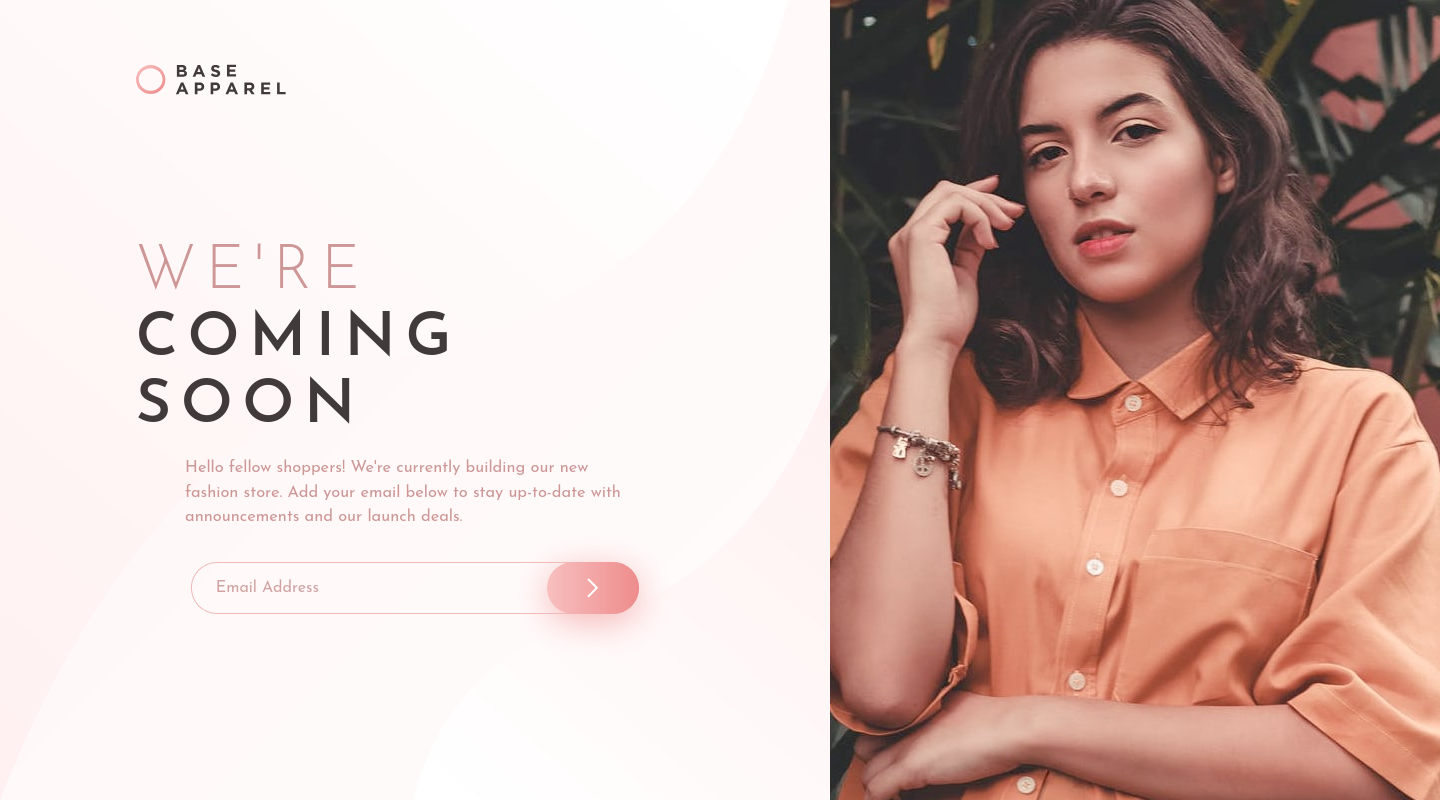 BASE
APPAREL
WE'RE
COMING
SOON
Hello fellow shoppers! We're currently building our new
fashion store. Add your email below to stay up-to-date with
announcements and our launch deals.
Email Address